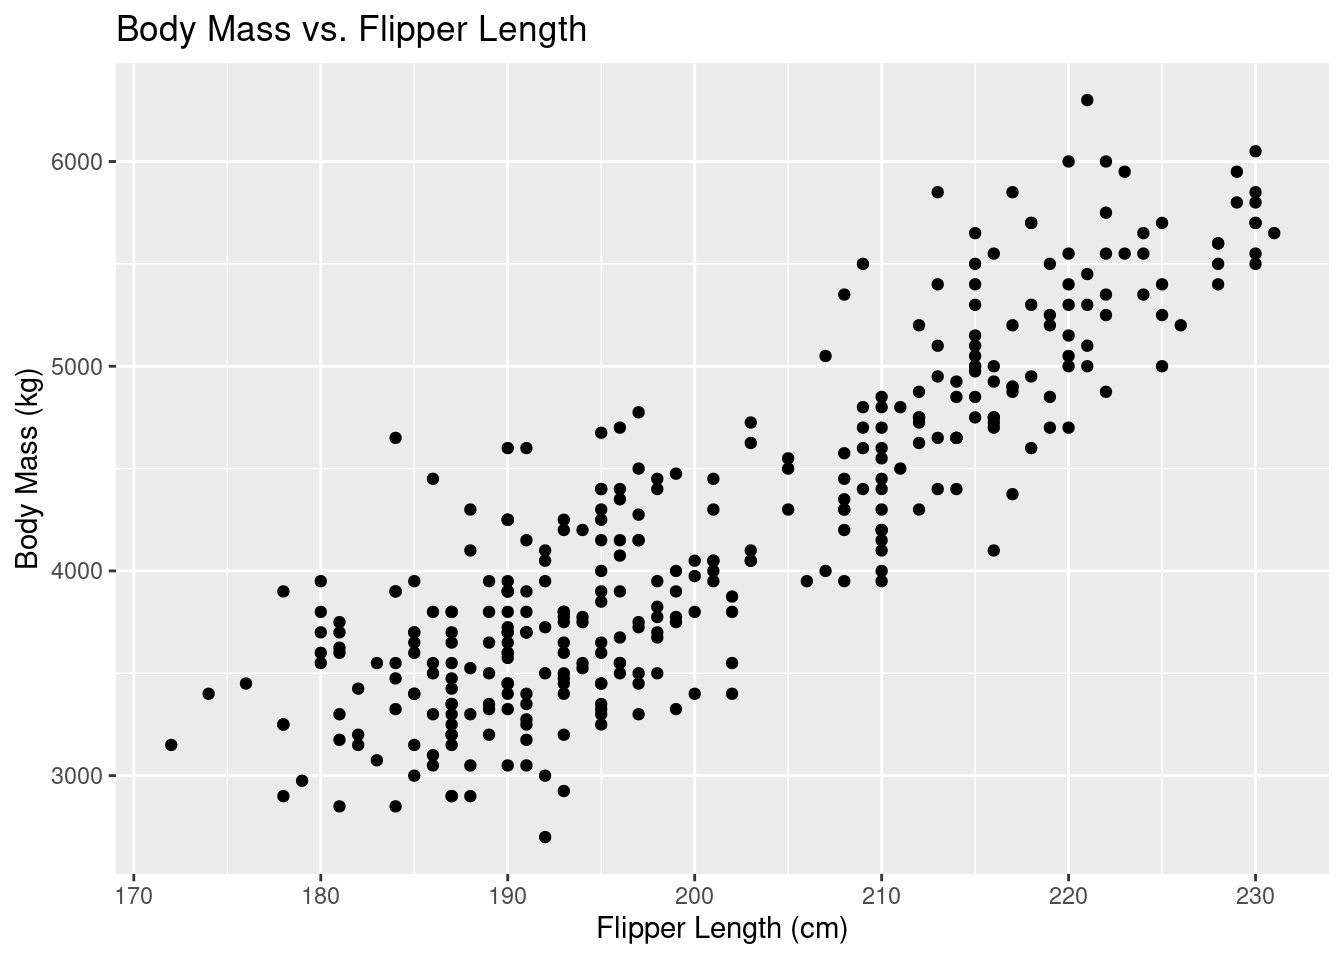 Body Mass vs. Flipper Length
6000
5000
4000
3000
Body Mass (kg)
170 180 190 200 210 220 230
Flipper Length (cm)